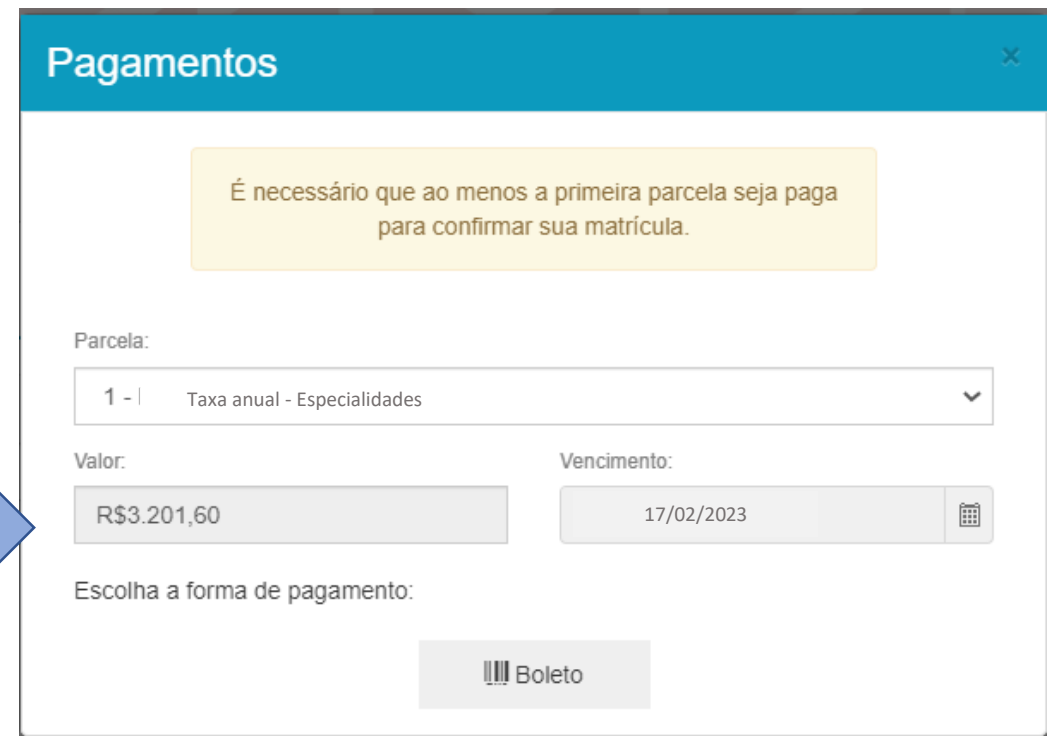 Pagamentos
É necessário que ao menos a primeira parcela seja paga
para confirmar sua matrícula.
Parcela:
1 - Taxa anual - Especialidades
Valor:
Vencimento:
R$3.201,60
17/02/2023
Escolha a forma de pagamento:
Boleto